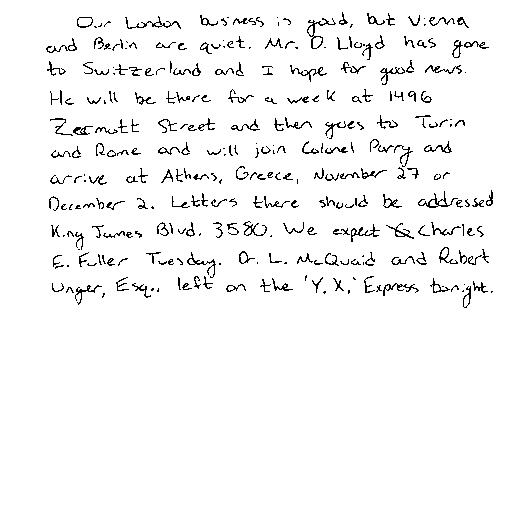 Our London business is good, but Vienna
and Berlin are quiet. Mr. D. Lloyd has gone
to Switzerland and I hope for good news.
He will be there for a week at 1496
Zermott Street and then goes to Turin
and Rome and will join Colonel Parry and
arrive at Athens, Greece, November 27 or
December 2. Letters there should be addressed
King James Blvd. 3580. We expect Charles
E. Fuller Tuesday. Dr. L. McQuaid and Robert
Unger, Esq., left on the 'Y. X.' Express tonight.